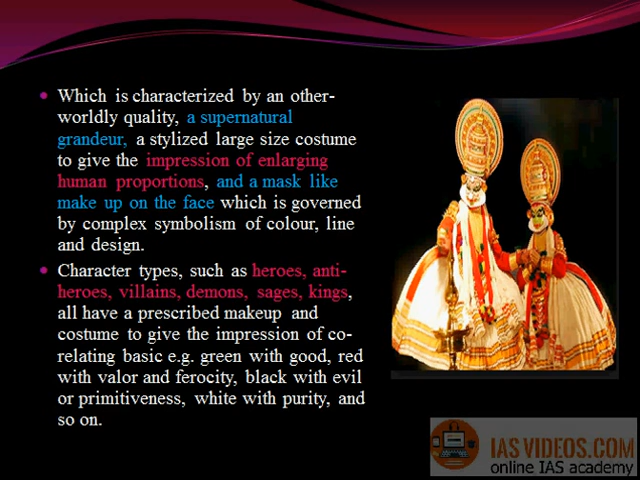 Which is characterized by an other-
worldly quality, a supernatural
grandeur, a stylized large size costume
to give the impression of enlarging
human proportions, and a mask like
make up on the face which is governed
by complex symbolism of colour, line
and design.
Character types, such as heroes, anti-
heroes, villains, demons, sages, kings,
all have a prescribed makeup and
costume to give the impression of co-
relating basic e.g. green with good, red
with valor and ferocity, black with evil
or primitiveness, white with purity, and
so on.
IASVIDEOS.COM
online IAS academy